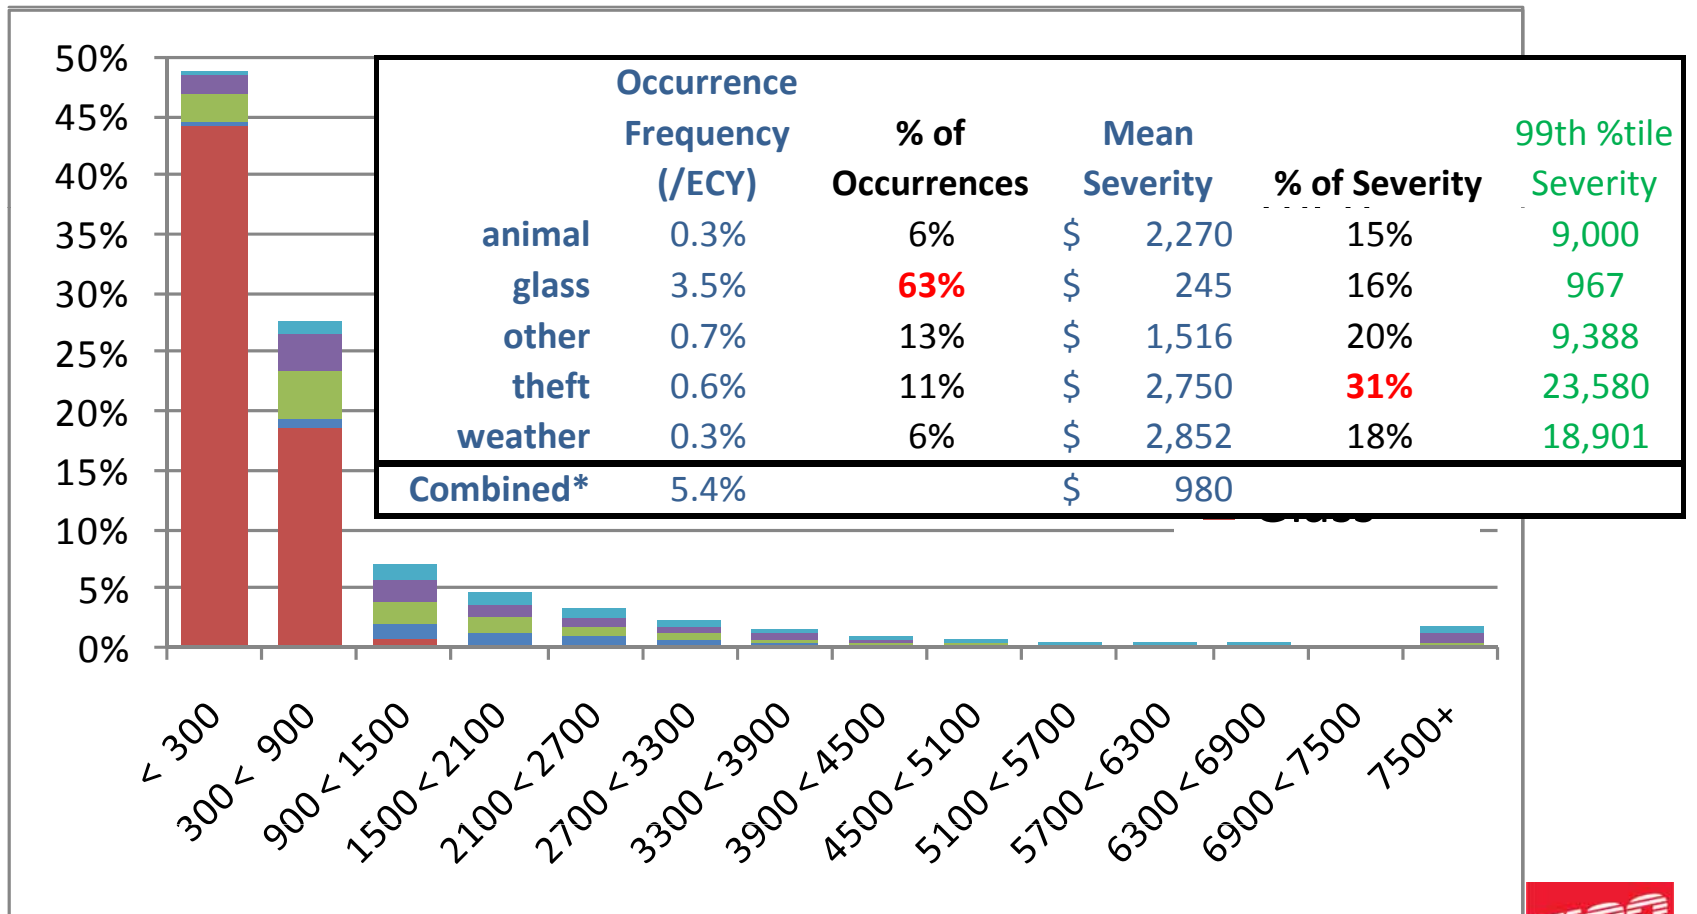 50%
45%
40%
35%
30%
25%
20%
15%
10%
5%
0%
Occurrence
Frequency % of Mean 99th %tile
(/ECY) Occurrences Severity % of Severity Severity
animal 0.3% 6% $ 2,270 15% 9,000
glass 3.5% 63% $ 245 16% 967
other 0.7% 13% $ 1,516 20% 9,388
theft 0.6% 11% $ 2,750 31% 23,580
weather 0.3% 6% $ 2,852 18% 18,901
Combined* 5.4% $ 980
< 300
300 < 900
900 < 1500
1500 < 2100
2100 < 2700
2700 < 3300
3300 < 3900
3900 < 4500
4500 < 5100
5100 < 5700
5700 < 6300
6300 < 6900
6900 < 7500
7500+